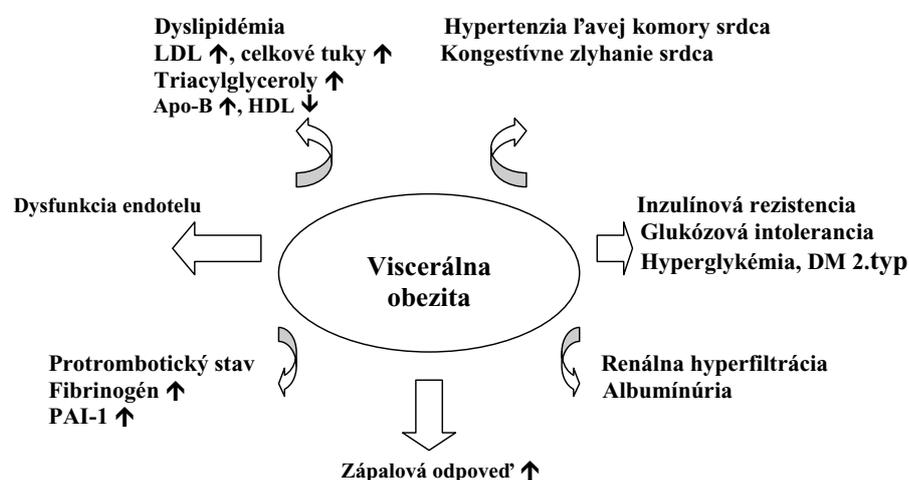 Dyslipidémia
LDL ↑, celkové tuky ↑
Triacylglyceroly ↑
Apo-B ↑, HDL ↓
Hypertenzia ľavej komory srdca
Kongestívne zlyhanie srdca
Dysfunkcia endotelu
Viscerálna
obezita
Inzulínová rezistencia
Glukózová intolerancia
Hyperglykémia, DM 2.typ
Protrombotický stav
Fibrinogén ↑
PAI-1 ↑
Renálna hyperfiltrácia
Albumínúria
Zápalová odpoveď ↑